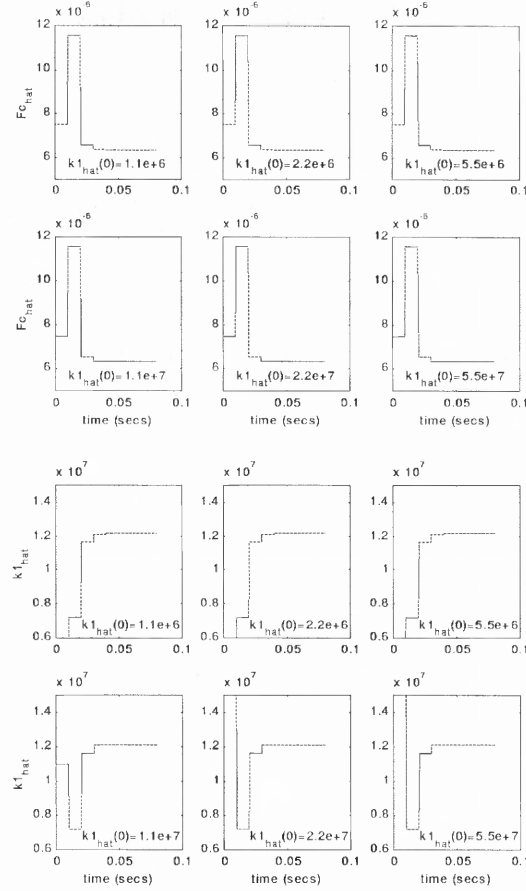 x 10^-6 x 10^-6 x 10^-6
12 12 12
10 10 10
Fc_hat
8 8 8
6 6 6
k1_hat(0)=1.1e+6 k1_hat(0)=2.2e+6 k1_hat(0)=5.5e+6
0 0.05 0.1 0 0.05 0.1 0 0.05 0.1
x 10^-6 x 10^-6 x 10^-6
12 12 12
10 10 10
Fc_hat
8 8 8
6 6 6
k1_hat(0)=1.1e+7 k1_hat(0)=2.2e+7 k1_hat(0)=5.5e+7
0 0.05 0.1 0 0.05 0.1 0 0.05 0.1
time (secs) time (secs) time (secs)
x 10^7 x 10^7 x 10^7
1.4 1.4 1.4
1.2 1.2 1.2
k1_hat
1 1 1
0.8 0.8 0.8
k1_hat(0)=1.1e+6 k1_hat(0)=2.2e+6 k1_hat(0)=5.5e+6
0.6 0.6 0.6
0 0.05 0.1 0 0.05 0.1 0 0.05 0.1
x 10^7 x 10^7 x 10^7
1.4 1.4 1.4
1.2 1.2 1.2
k1_hat
1 1 1
0.8 0.8 0.8
k1_hat(0)=1.1e+7 k1_hat(0)=2.2e+7 k1_hat(0)=5.5e+7
0.6 0.6 0.6
0 0.05 0.1 0 0.05 0.1 0 0.05 0.1
time (secs) time (secs) time (secs)